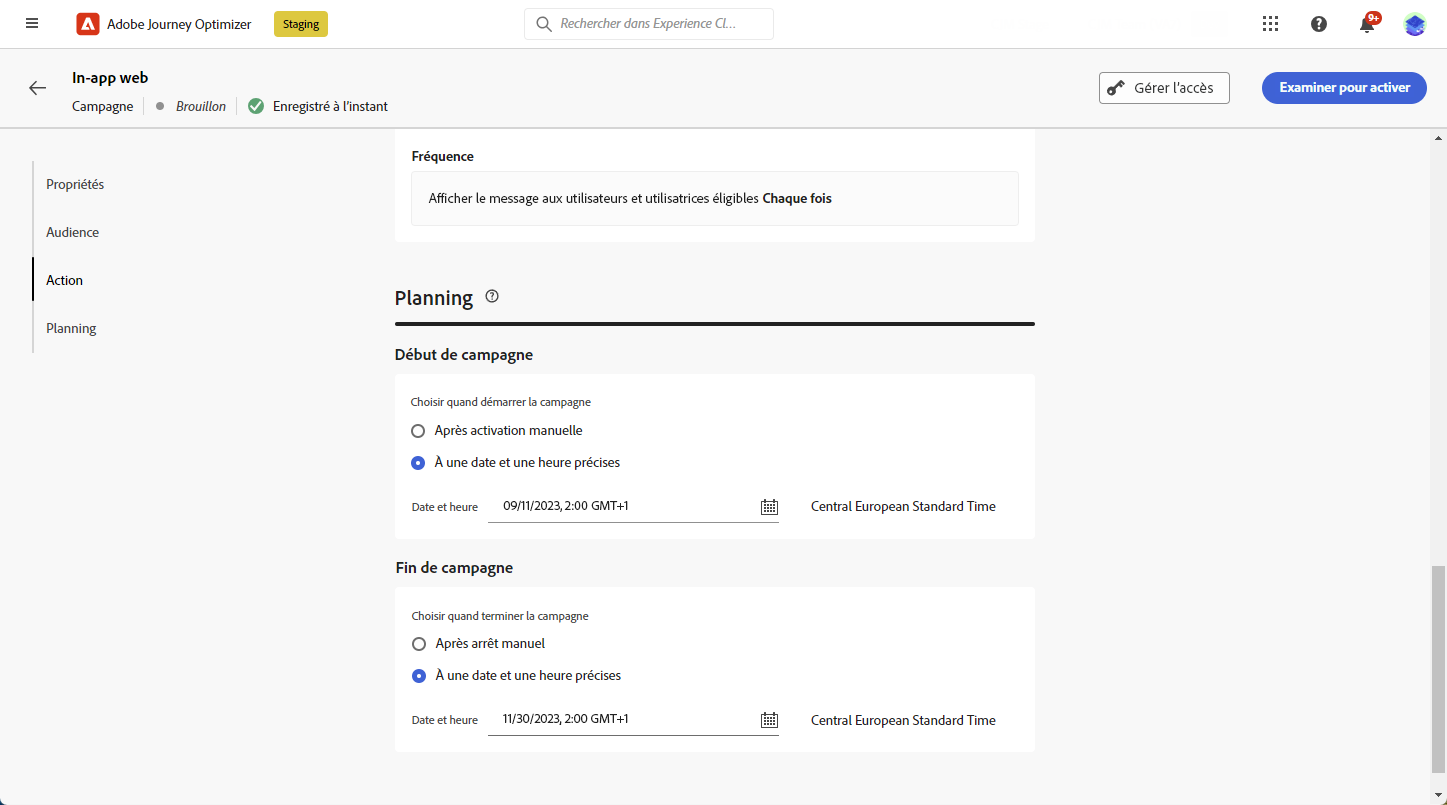 Adobe Journey Optimizer
Staging
Rechercher dans Experience Cl...
9+
In-app web
Campagne
Brouillon
Enregistré à l'instant
Gérer l'accès
Examiner pour activer
Propriétés
Audience
Action
Planning
Fréquence
Afficher le message aux utilisateurs et utilisatrices éligibles Chaque fois
Planning
Début de campagne
Choisir quand démarrer la campagne
Après activation manuelle
À une date et une heure précises
Date et heure
09/11/2023, 2:00 GMT+1
Central European Standard Time
Fin de campagne
Choisir quand terminer la campagne
Après arrêt manuel
À une date et une heure précises
Date et heure
11/30/2023, 2:00 GMT+1
Central European Standard Time